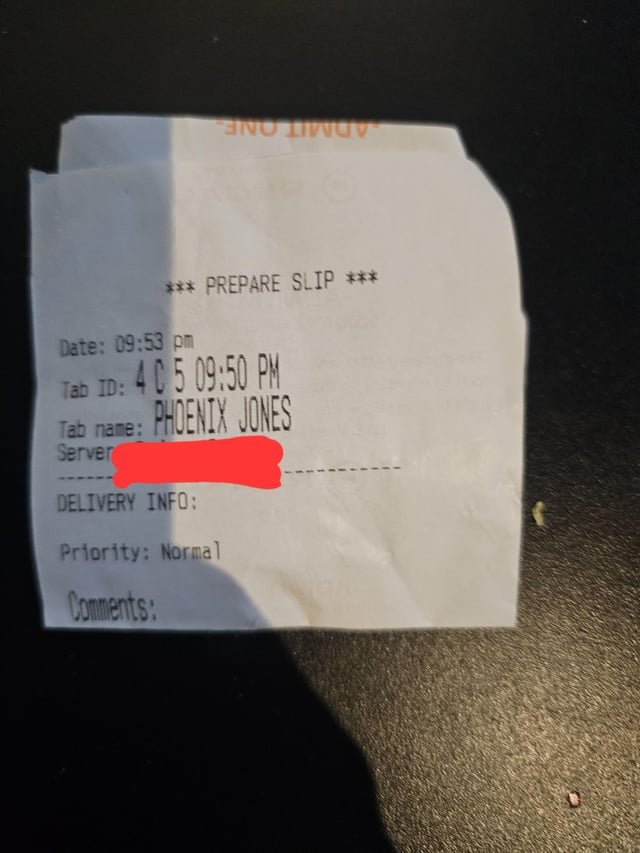 -ADMIT ONE-
*** PREPARE SLIP ***
Date: 09:53 pm
Tab ID: 4 C 5 09:50 PM
Tab name: PHOENIX JONES
Server
DELIVERY INFO:
Priority: Normal
Comments: